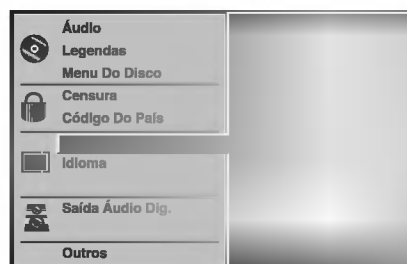 Áudio
Legendas
Menu Do Disco
Censura
Código Do País
Idioma
Saída Áudio Dig.
Outros